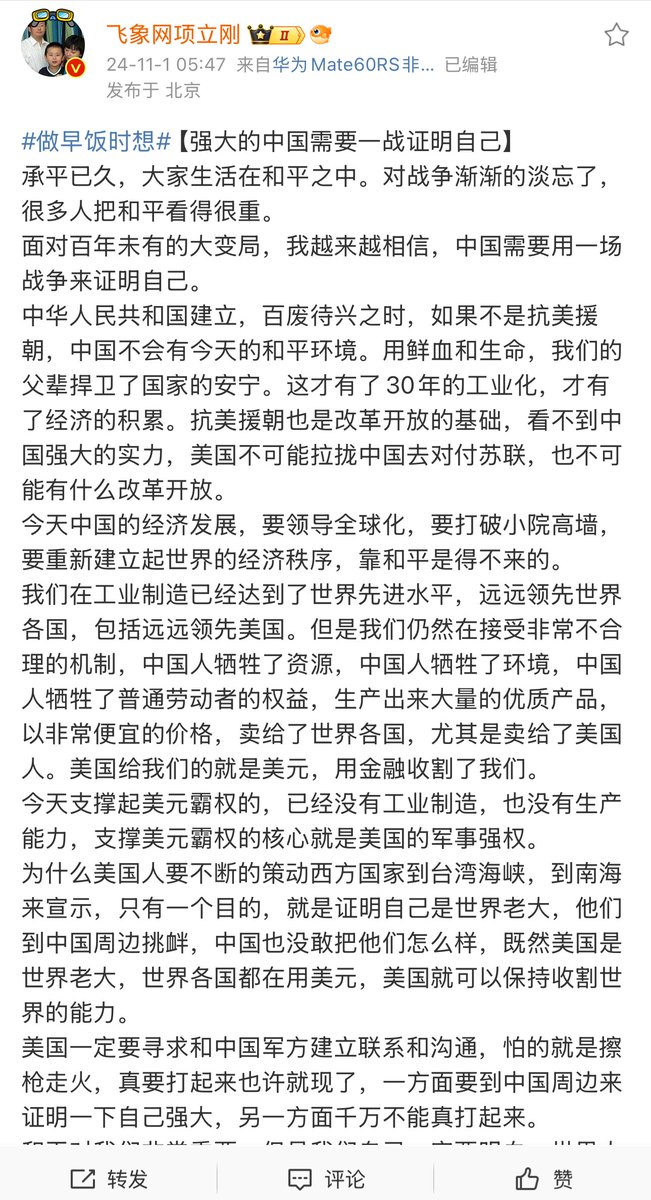 飞象网项立刚
24-11-1 05:47 来自华为Mate60RS非... 已编辑
发布于 北京
#做早饭时想#【强大的中国需要一战证明自己】
承平已久，大家生活在和平之中。对战争渐渐的淡忘了，
很多人把和平看得很重。
面对百年未有的大变局，我越来越相信，中国需要用一场
战争来证明自己。
中华人民共和国建立，百废待兴之时，如果不是抗美援
朝，中国不会有今天的和平环境。用鲜血和生命，我们的
父辈捍卫了国家的安宁。这才有了30年的工业化，才有
了经济的积累。抗美援朝也是改革开放的基础，看不到中
国强大的实力，美国不可能拉拢中国去对付苏联，也不可
能有什么改革开放。
今天中国的经济发展，要领导全球化，要打破小院高墙，
要重新建立起世界的经济秩序，靠和平是得不来的。
我们在工业制造已经达到了世界先进水平，远远领先世界
各国，包括远远领先美国。但是我们仍然在接受非常不合
理的机制，中国人牺牲了资源，中国人牺牲了环境，中国
人牺牲了普通劳动者的权益，生产出来大量的优质产品，
以非常便宜的价格，卖给了世界各国，尤其是卖给了美国
人。美国给我们的就是美元，用金融收割了我们。
今天支撑起美元霸权的，已经没有工业制造，也没有生产
能力，支撑美元霸权的核心就是美国的军事强权。
为什么美国人要不断的策动西方国家到台湾海峡，到南海
来宣示，只有一个目的，就是证明自己是世界老大，他们
到中国周边挑衅，中国也没敢把他们怎么样，既然美国是
世界老大，世界各国都在用美元，美国就可以保持收割世
界的能力。
美国一定要寻求和中国军方建立联系和沟通，怕的就是擦
枪走火，真要打起来也许就现了，一方面要到中国周边来
证明一下自己强大，另一方面千万不能真打起来。
转发 评论 赞